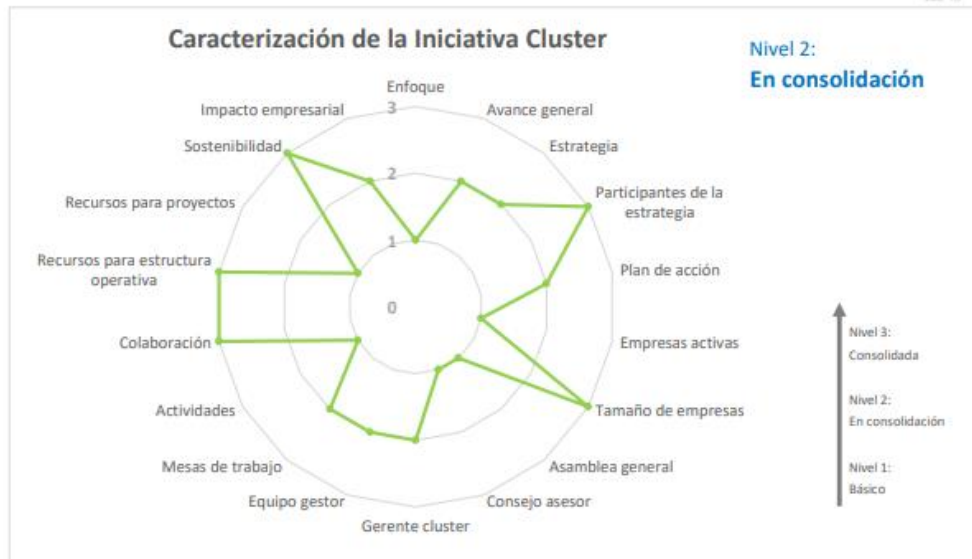 Caracterización de la Iniciativa Cluster
Nivel 2:
En consolidación
Enfoque
Avance general
Estrategia
Participantes de la
estrategia
Plan de acción
Empresas activas
Tamaño de empresas
Asamblea general
Consejo asesor
Gerente cluster
Equipo gestor
Mesas de trabajo
Actividades
Colaboración
Recursos para estructura
operativa
Recursos para proyectos
Sostenibilidad
Impacto empresarial
3
2
1
0
Nivel 3:
Consolidada
Nivel 2:
En consolidación
Nivel 1:
Básico